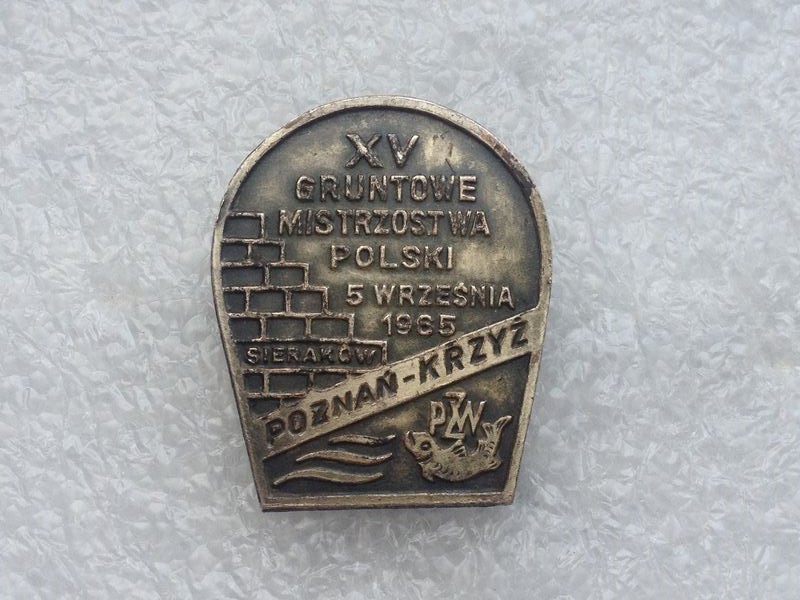 XV
GRUNTOWE
MISTRZOSTWA
POLSKI
5 WRZEŚNIA
1965
SIERAKÓW
POZNAŃ-KRZYŻ
PZW